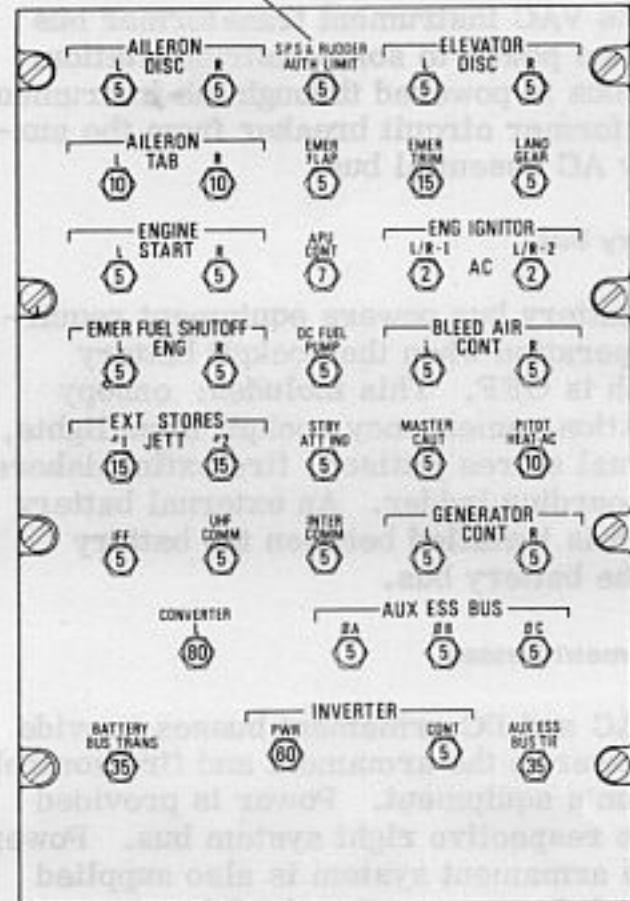 AILERON
DISC
L R
5 5
SPS & RUDDER
AUTH LIMIT
5
ELEVATOR
DISC
L R
5 5
AILERON
TAB
L R
10 10
EMER
FLAP
5
EMER
TRIM
15
LAND
GEAR
5
ENGINE
START
L R
5 5
APU
CONT
7
ENG IGNITOR
L/R-1 L/R-2
AC
2 2
EMER FUEL SHUTOFF
ENG
L R
5 5
DC FUEL
PUMP
5
BLEED AIR
CONT
L R
5 5
EXT STORES
JETT
#1 #2
15 15
STBY
ATT IND
5
MASTER
CAUT
5
PITOT
HEAT-AC
10
IFF
5
UHF
COMM
5
INTER
COMM
5
GENERATOR
CONT
L R
5 5
CONVERTER
L
80
AUX ESS BUS
ØA ØB ØC
5 5 5
BATTERY
BUS TRANS
35
INVERTER
PWR CONT
80 5
AUX ESS
BUS TIE
35